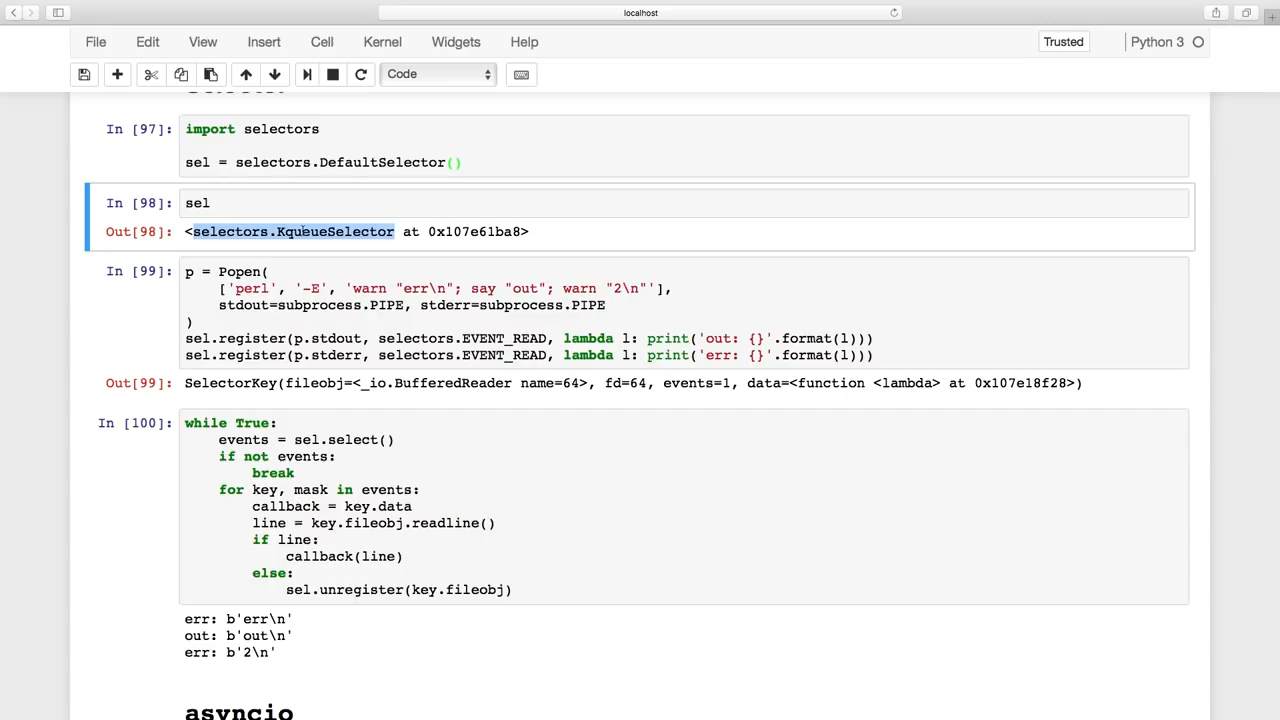 localhost
File Edit View Insert Cell Kernel Widgets Help Trusted Python 3
Code
In [97]: import selectors
sel = selectors.DefaultSelector()
In [98]: sel
Out[98]: <selectors.KqueueSelector at 0x107e61ba8>
In [99]: p = Popen(
['perl', '-E', 'warn "err\n"; say "out"; warn "2\n"'],
stdout=subprocess.PIPE, stderr=subprocess.PIPE
)
sel.register(p.stdout, selectors.EVENT_READ, lambda l: print('out: {}'.format(l)))
sel.register(p.stderr, selectors.EVENT_READ, lambda l: print('err: {}'.format(l)))
Out[99]: SelectorKey(fileobj=<_io.BufferedReader name=64>, fd=64, events=1, data=<function <lambda> at 0x107e18f28>)
In [100]: while True:
events = sel.select()
if not events:
break
for key, mask in events:
callback = key.data
line = key.fileobj.readline()
if line:
callback(line)
else:
sel.unregister(key.fileobj)
err: b'err\n'
out: b'out\n'
err: b'2\n'
asyncio